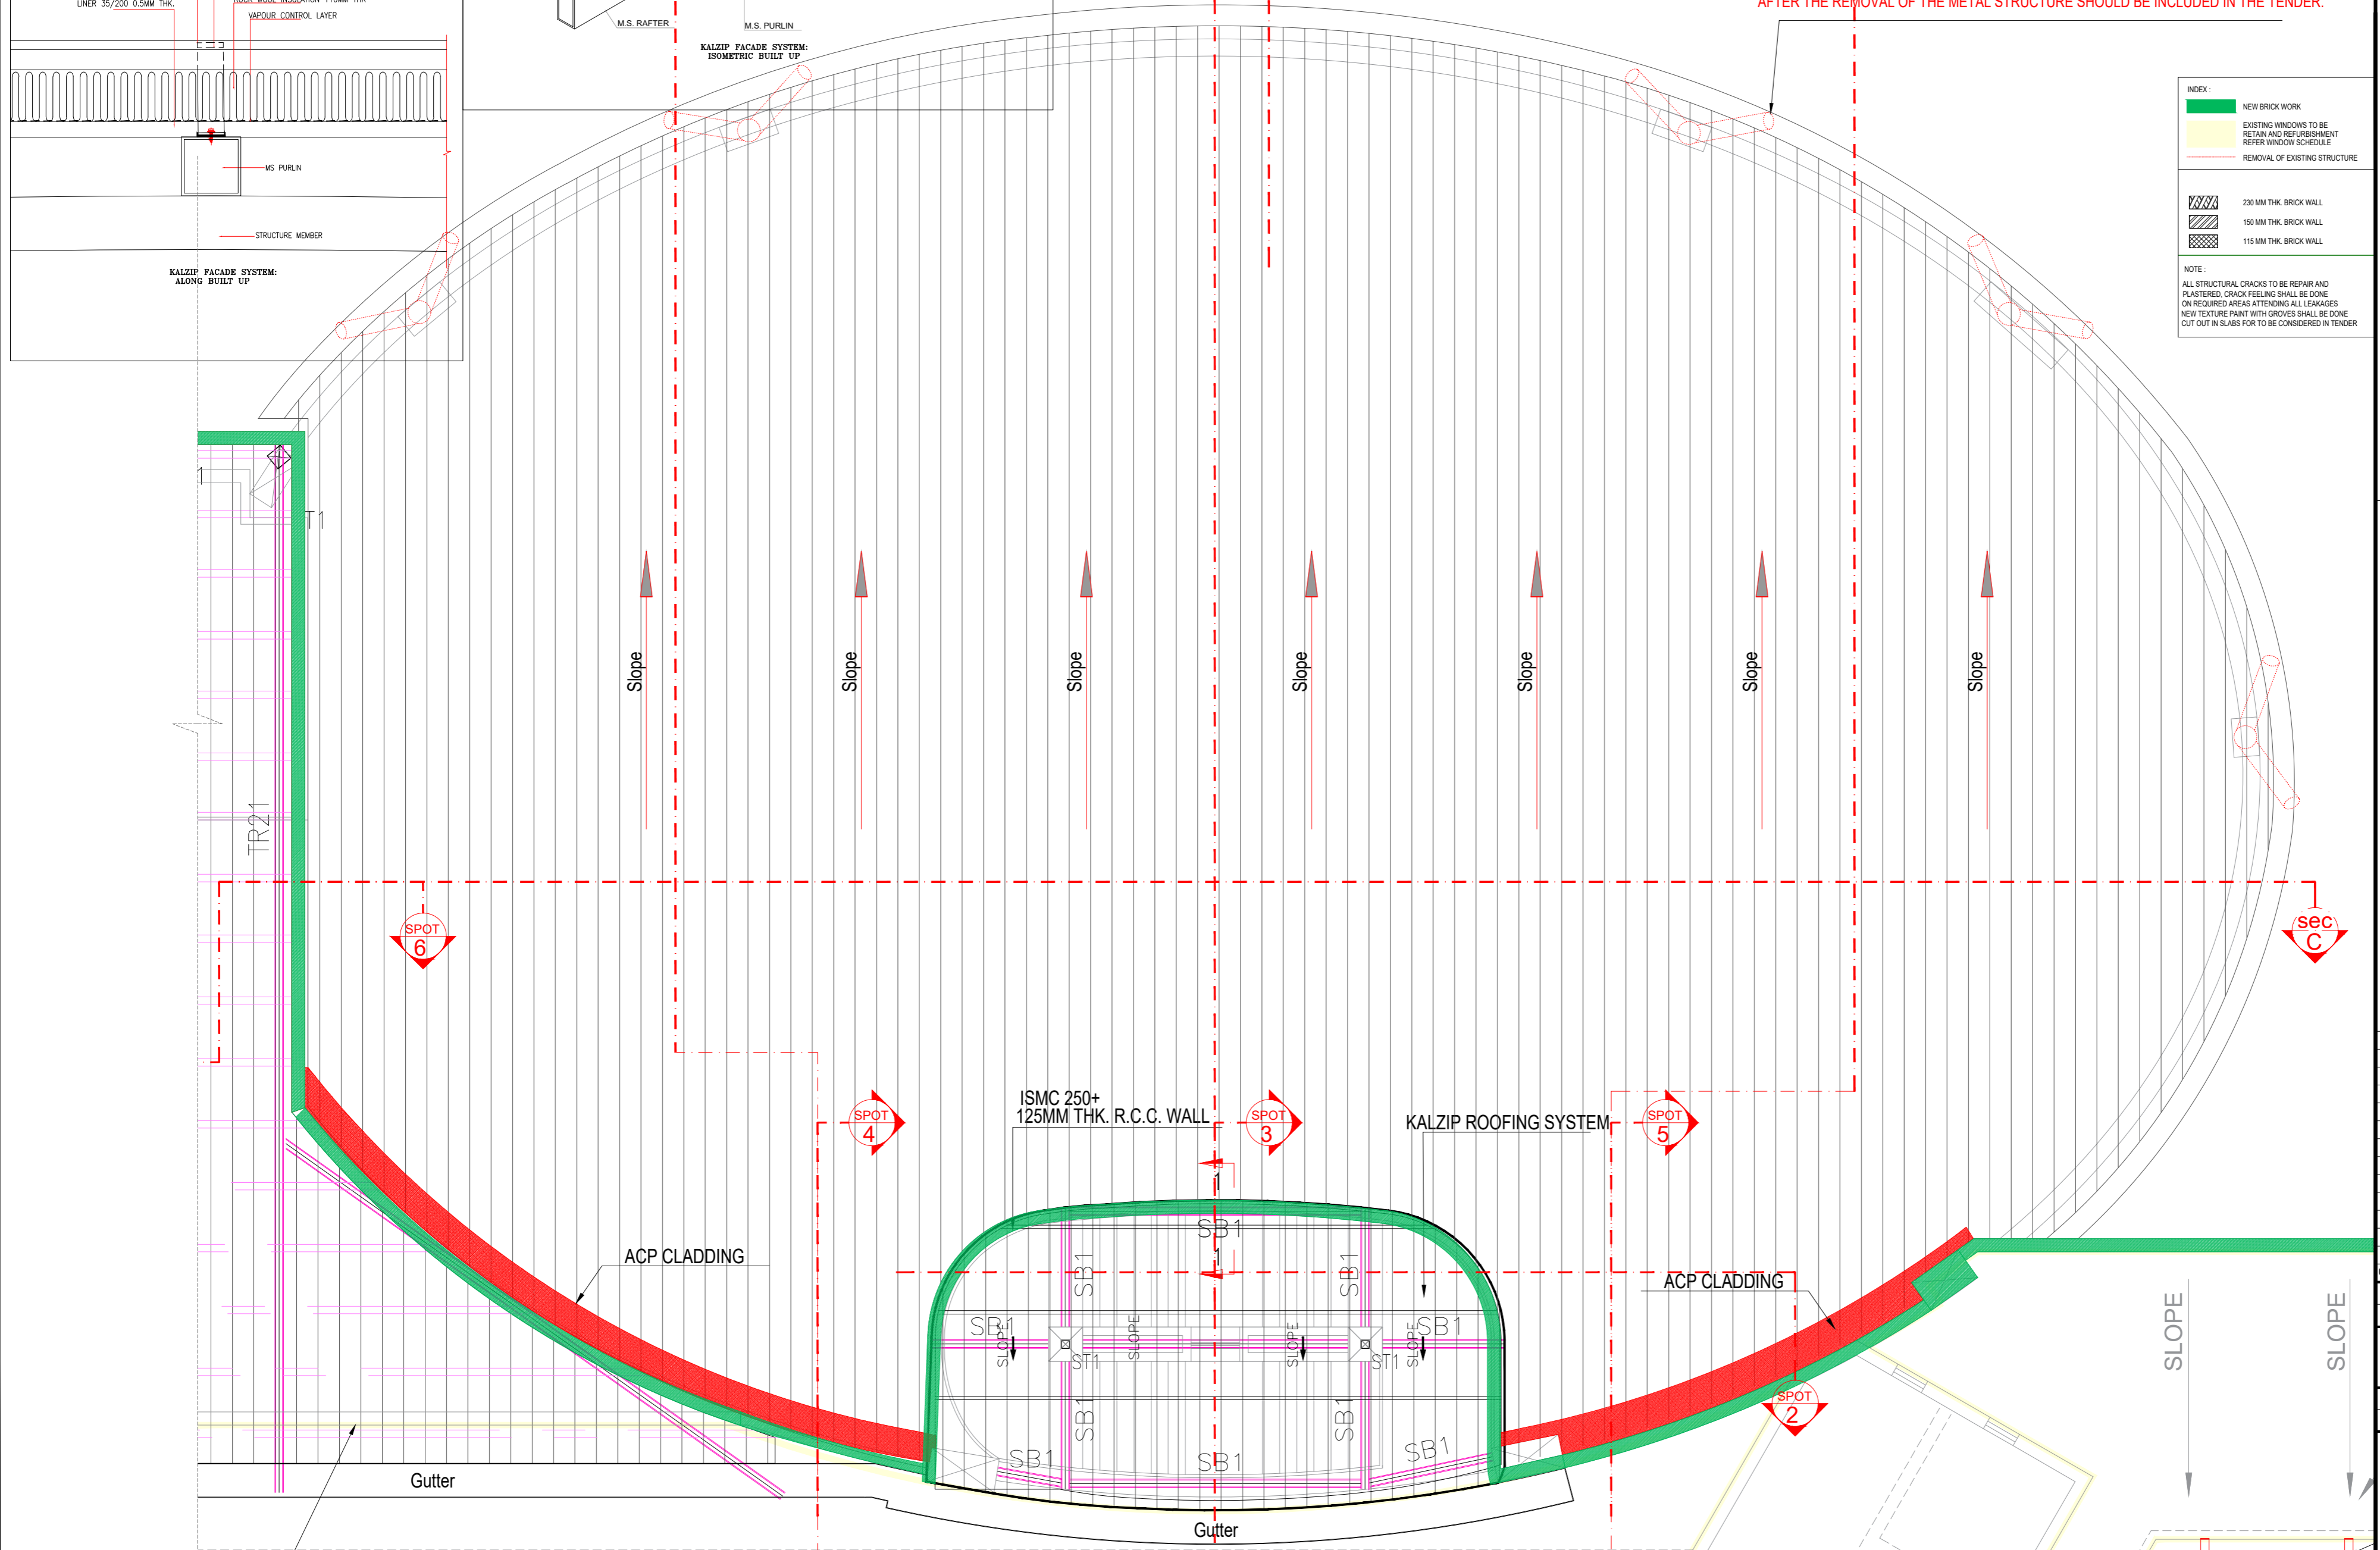 LINER 35/200 0.5MM THK.
VAPOUR CONTROL LAYER
MS PURLIN
STRUCTURE MEMBER
KALZIP FACADE SYSTEM:
ALONG BUILT UP
M.S. RAFTER
M.S. PURLIN
KALZIP FACADE SYSTEM:
ISOMETRIC BUILT UP
AFTER THE REMOVAL OF THE METAL STRUCTURE SHOULD BE INCLUDED IN THE TENDER.
INDEX :
NEW BRICK WORK
EXISTING WINDOWS TO BE
RETAIN AND REFURBISHMENT
REFER WINDOW SCHEDULE
REMOVAL OF EXISTING STRUCTURE
230 MM THK. BRICK WALL
150 MM THK. BRICK WALL
115 MM THK. BRICK WALL
NOTE :
ALL STRUCTURAL CRACKS TO BE REPAIR AND
PLASTERED, CRACK FEELING SHALL BE DONE
ON REQUIRED AREAS ATTENDING ALL LEAKAGES
NEW TEXTURE PAINT WITH GROVES SHALL BE DONE
CUT OUT IN SLABS FOR TO BE CONSIDERED IN TENDER
1
T1
Slope
Slope
Slope
Slope
Slope
Slope
Slope
TR21
SPOT
6
sec
C
ISMC 250+
125MM THK. R.C.C. WALL
SPOT
4
SPOT
3
KALZIP ROOFING SYSTEM
SPOT
5
1
SB1
1
ACP CLADDING
SB1
SB1
ACP CLADDING
SB1
SLOPE
SLOPE
SLOPE
SLOPE
SB1
ST1
ST1
SLOPE
SLOPE
SPOT
2
SB1
SB1
SB1
SB1
SB1
Gutter
Gutter